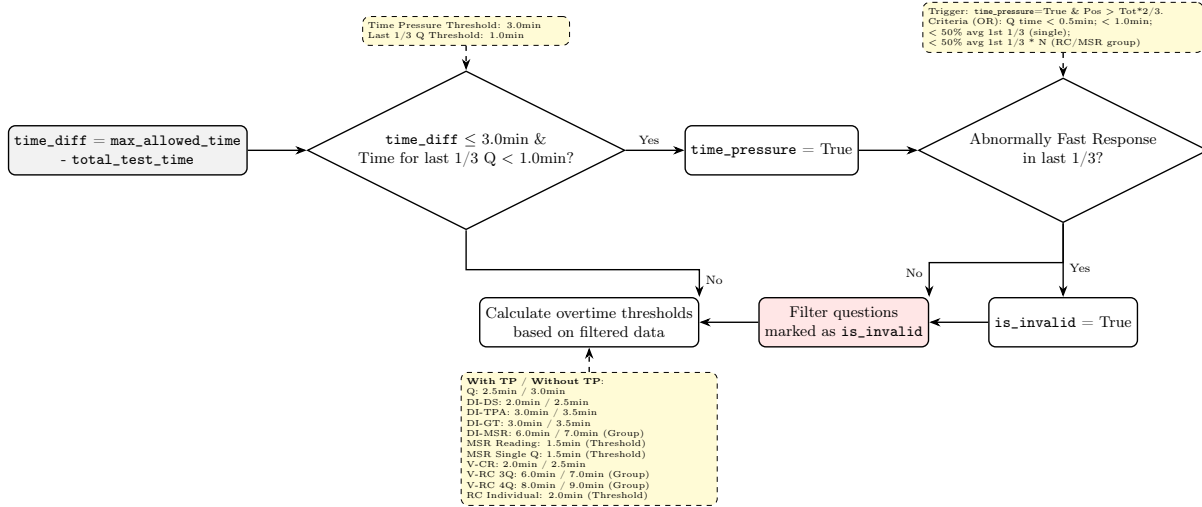 Time Pressure Threshold: 3.0min
Last 1/3 Q Threshold: 1.0min
Trigger: time_pressure=True & Pos > Tot*2/3.
Criteria (OR): Q time < 0.5min; < 1.0min;
< 50% avg 1st 1/3 (single);
< 50% avg 1st 1/3 * N (RC/MSR group)
time_diff = max_allowed_time
- total_test_time
time_diff ≤ 3.0min &
Time for last 1/3 Q < 1.0min?
Yes
time_pressure = True
Abnormally Fast Response
in last 1/3?
No
No
Yes
Calculate overtime thresholds
based on filtered data
Filter questions
marked as is_invalid
is_invalid = True
With TP / Without TP:
Q: 2.5min / 3.0min
DI-DS: 2.0min / 2.5min
DI-TPA: 3.0min / 3.5min
DI-GT: 3.0min / 3.5min
DI-MSR: 6.0min / 7.0min (Group)
MSR Reading: 1.5min (Threshold)
MSR Single Q: 1.5min (Threshold)
V-CR: 2.0min / 2.5min
V-RC 3Q: 6.0min / 7.0min (Group)
V-RC 4Q: 8.0min / 9.0min (Group)
RC Individual: 2.0min (Threshold)